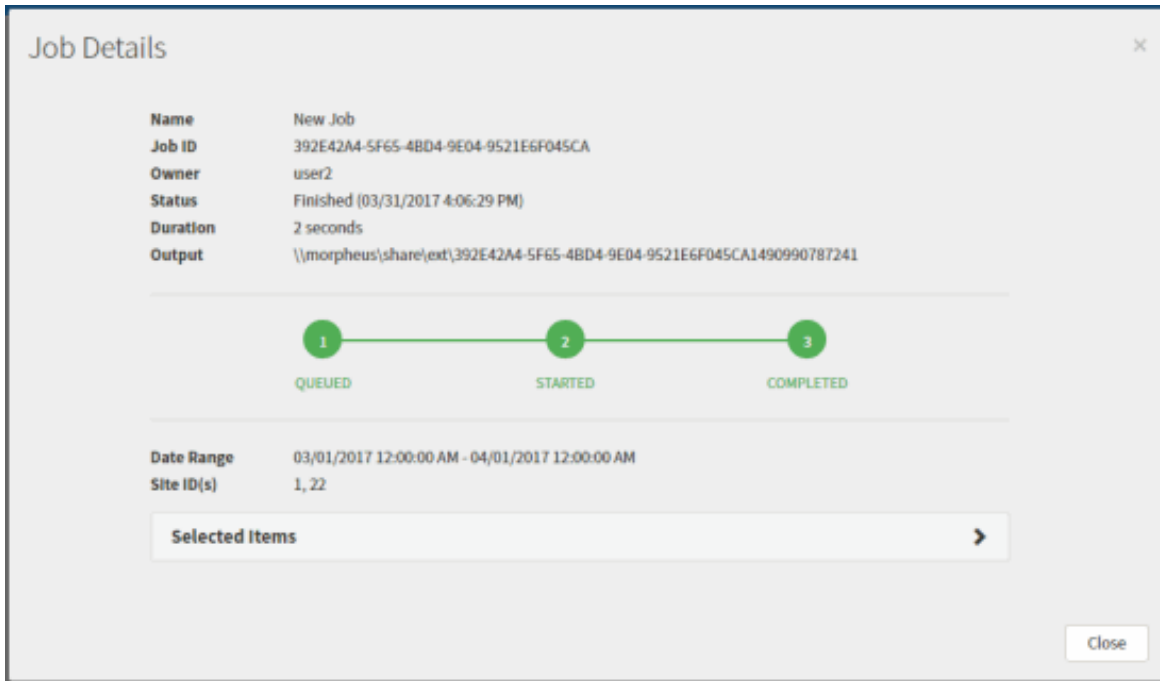 Job Details
×
Name New Job
Job ID 392E42A4-5F65-4BD4-9E04-9521E6F045CA
Owner user2
Status Finished (03/31/2017 4:06:29 PM)
Duration 2 seconds
Output \\morpheus\share\ext\392E42A4-5F65-4BD4-9E04-9521E6F045CA1490990787241
1 2 3
QUEUED STARTED COMPLETED
Date Range 03/01/2017 12:00:00 AM - 04/01/2017 12:00:00 AM
Site ID(s) 1, 22
Selected Items
Close